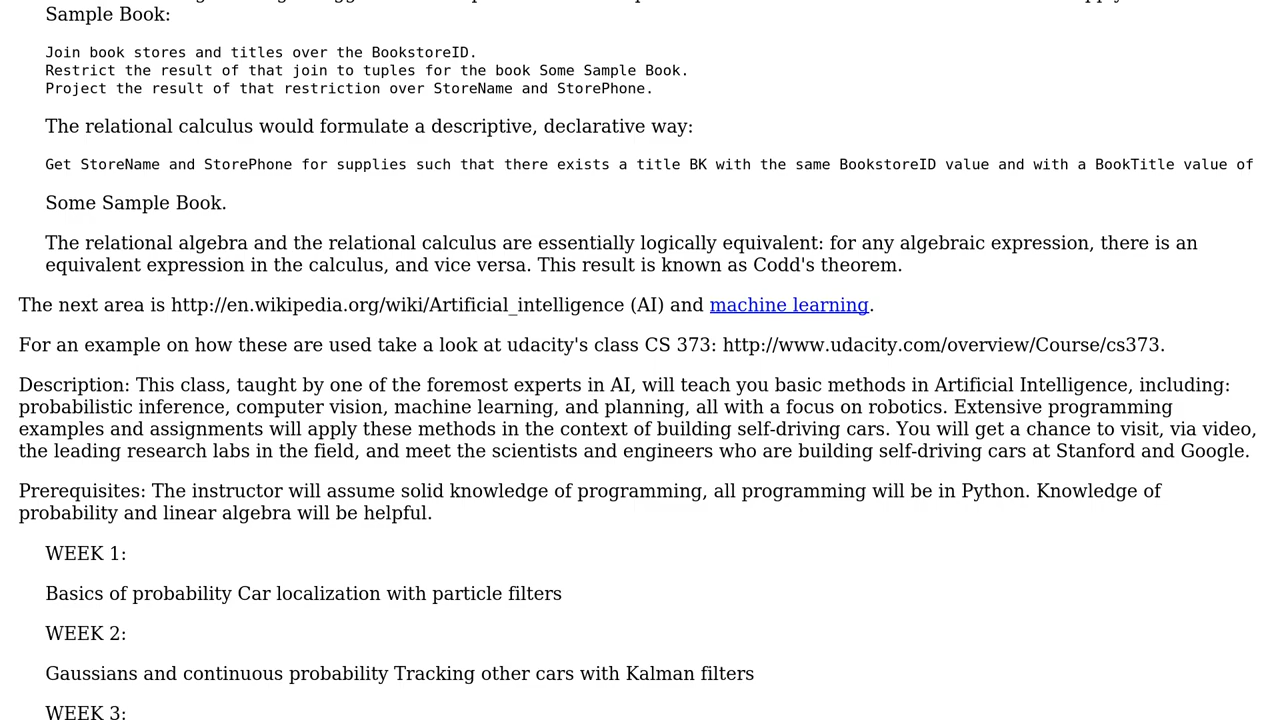 Sample Book:
Join book stores and titles over the BookstoreID.
Restrict the result of that join to tuples for the book Some Sample Book.
Project the result of that restriction over StoreName and StorePhone.
The relational calculus would formulate a descriptive, declarative way:
Get StoreName and StorePhone for supplies such that there exists a title BK with the same BookstoreID value and with a BookTitle value of
Some Sample Book.
The relational algebra and the relational calculus are essentially logically equivalent: for any algebraic expression, there is an
equivalent expression in the calculus, and vice versa. This result is known as Codd's theorem.
The next area is http://en.wikipedia.org/wiki/Artificial_intelligence (AI) and machine learning.
For an example on how these are used take a look at udacity's class CS 373: http://www.udacity.com/overview/Course/cs373.
Description: This class, taught by one of the foremost experts in AI, will teach you basic methods in Artificial Intelligence, including:
probabilistic inference, computer vision, machine learning, and planning, all with a focus on robotics. Extensive programming
examples and assignments will apply these methods in the context of building self-driving cars. You will get a chance to visit, via video,
the leading research labs in the field, and meet the scientists and engineers who are building self-driving cars at Stanford and Google.
Prerequisites: The instructor will assume solid knowledge of programming, all programming will be in Python. Knowledge of
probability and linear algebra will be helpful.
WEEK 1:
Basics of probability Car localization with particle filters
WEEK 2:
Gaussians and continuous probability Tracking other cars with Kalman filters
WEEK 3: